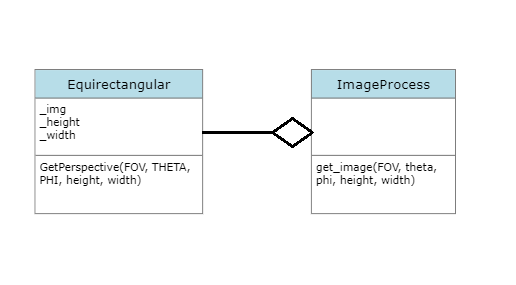 Equirectangular
_img
_height
_width
GetPerspective(FOV, THETA,
PHI, height, width)
ImageProcess
get_image(FOV, theta,
phi, height, width)